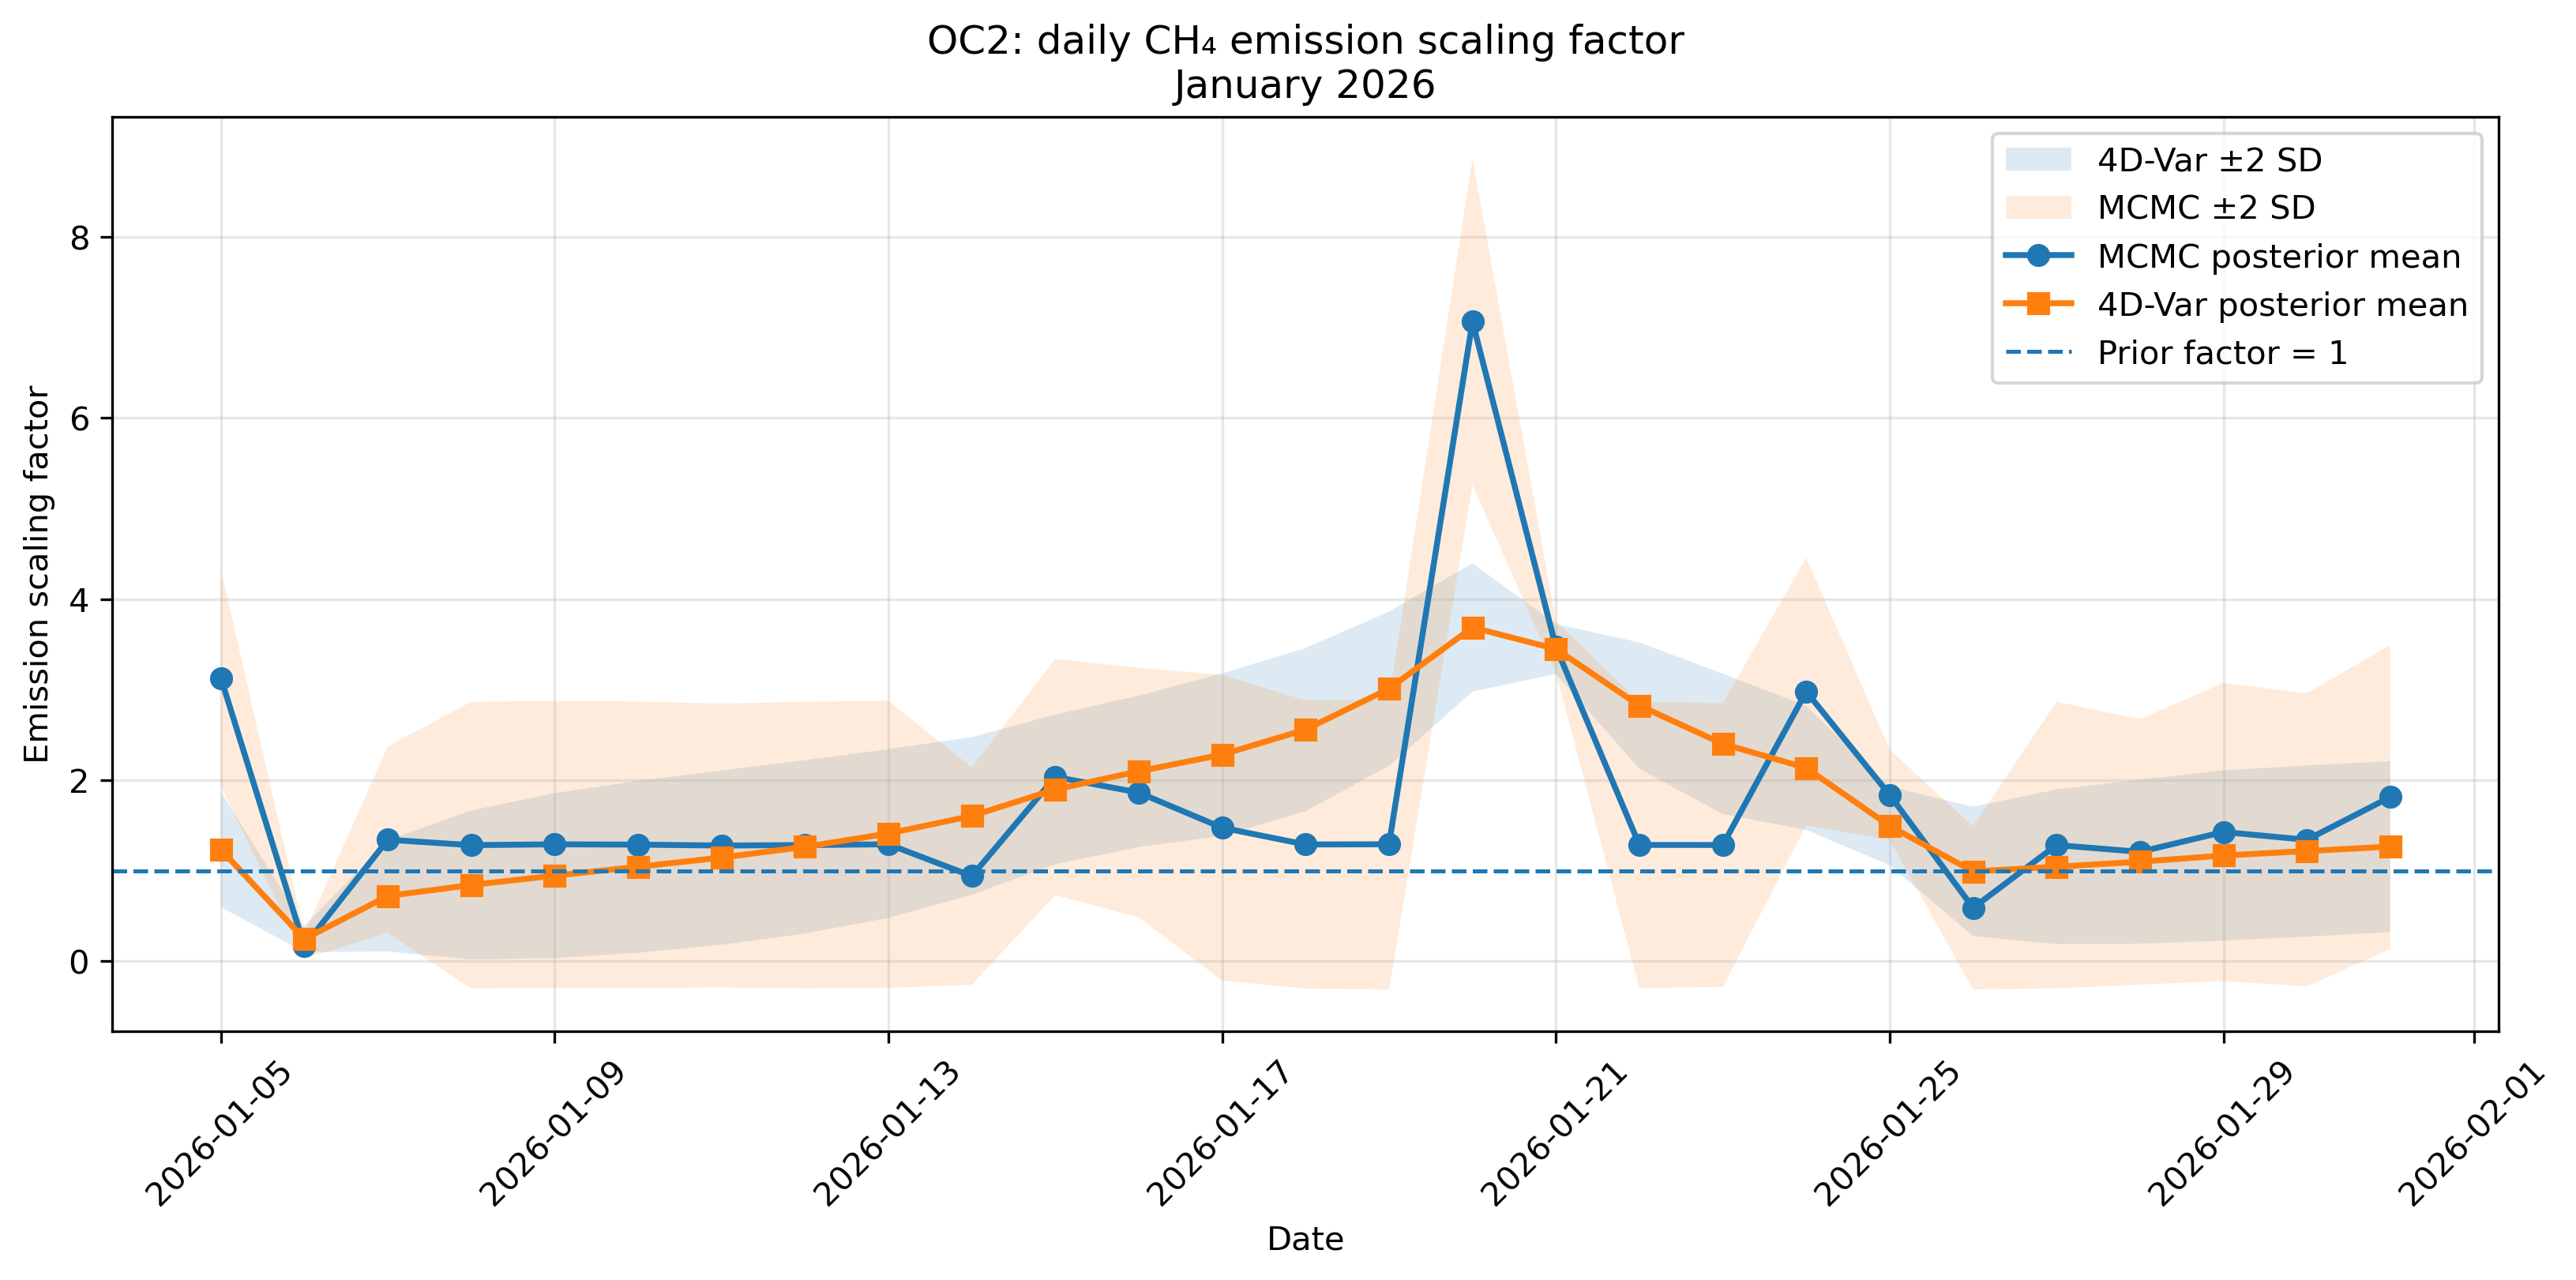 OC2: daily CH₄ emission scaling factor
January 2026
Emission scaling factor
8
6
4
2
0
4D-Var ±2 SD
MCMC ±2 SD
MCMC posterior mean
4D-Var posterior mean
Prior factor = 1
2026-01-05
2026-01-09
2026-01-13
2026-01-17
2026-01-21
2026-01-25
2026-01-29
2026-02-01
Date